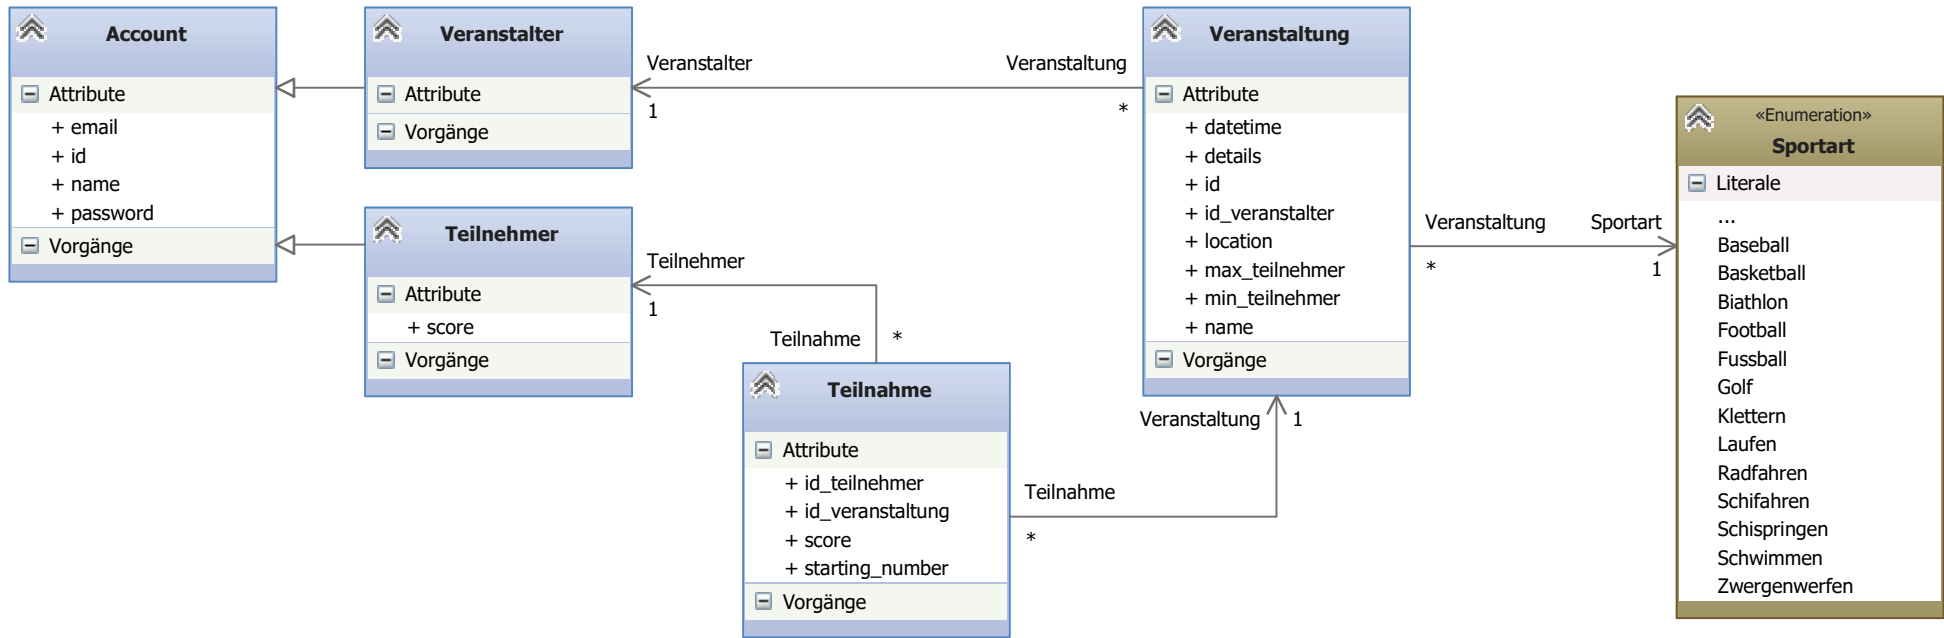 Account
Attribute
+ email
+ id
+ name
+ password
Vorgänge
Veranstalter
Attribute
Vorgänge
Teilnehmer
Attribute
+ score
Vorgänge
Veranstalter
1
Veranstaltung
*
Teilnehmer
1
Teilnahme
*
Teilnahme
Attribute
+ id_teilnehmer
+ id_veranstaltung
+ score
+ starting_number
Vorgänge
Teilnahme
*
Veranstaltung
1
Veranstaltung
Attribute
+ datetime
+ details
+ id
+ id_veranstalter
+ location
+ max_teilnehmer
+ min_teilnehmer
+ name
Vorgänge
Veranstaltung
*
Sportart
1
«Enumeration»
Sportart
Literale
...
Baseball
Basketball
Biathlon
Football
Fussball
Golf
Klettern
Laufen
Radfahren
Schifahren
Schispringen
Schwimmen
Zwergenwerfen